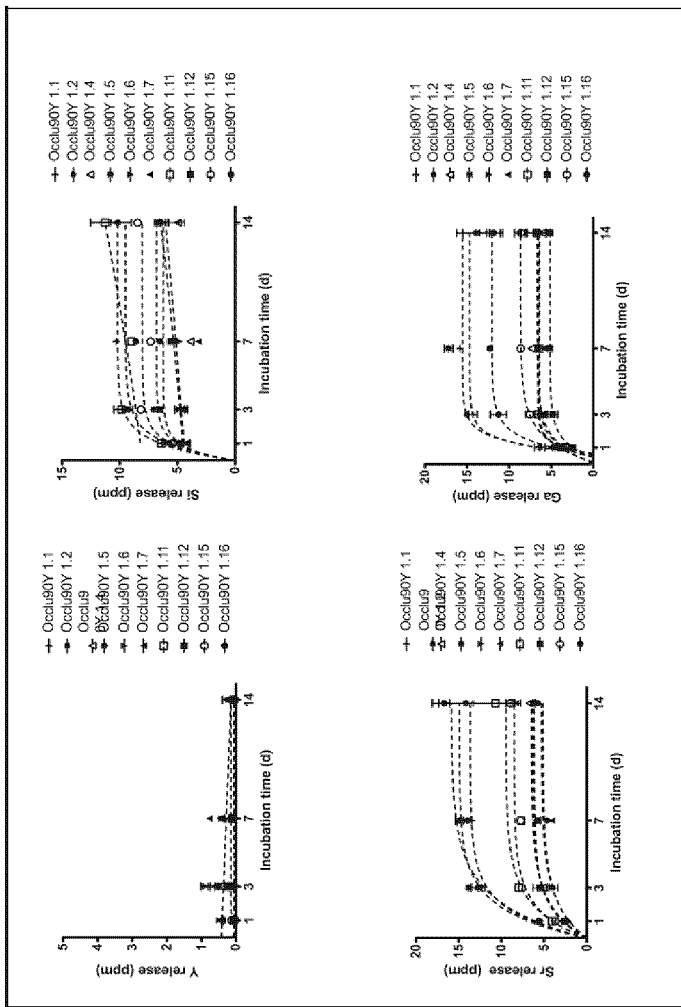 5
4
3
2
1
0
Y release (ppm)
1
3
7
14
Incubation time (d)
Occlu90Y 1.1
Occlu90Y 1.2
Occlu9
Occlu90Y 1.5
Occlu90Y 1.6
Occlu90Y 1.7
Occlu90Y 1.11
Occlu90Y 1.12
Occlu90Y 1.15
Occlu90Y 1.16
15
10
5
0
Si release (ppm)
1
3
7
14
Incubation time (d)
Occlu90Y 1.1
Occlu90Y 1.2
Occlu90Y 1.4
Occlu90Y 1.5
Occlu90Y 1.6
Occlu90Y 1.7
Occlu90Y 1.11
Occlu90Y 1.12
Occlu90Y 1.15
Occlu90Y 1.16
20
15
10
5
0
Sr release (ppm)
1
3
7
14
Incubation time (d)
Occlu90Y 1.1
Occlu9
Occlu90Y 1.4
Occlu90Y 1.5
Occlu90Y 1.6
Occlu90Y 1.7
Occlu90Y 1.11
Occlu90Y 1.12
Occlu90Y 1.15
Occlu90Y 1.16
20
15
10
5
0
Ga release (ppm)
1
3
7
14
Incubation time (d)
Occlu90Y 1.1
Occlu90Y 1.2
Occlu90Y 1.4
Occlu90Y 1.5
Occlu90Y 1.6
Occlu90Y 1.7
Occlu90Y 1.11
Occlu90Y 1.12
Occlu90Y 1.15
Occlu90Y 1.16